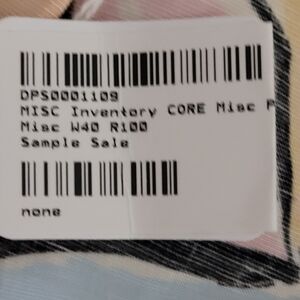 DPS0001109
MISC Inventory CORE Misc P
Misc W40 R100
Sample Sale
none